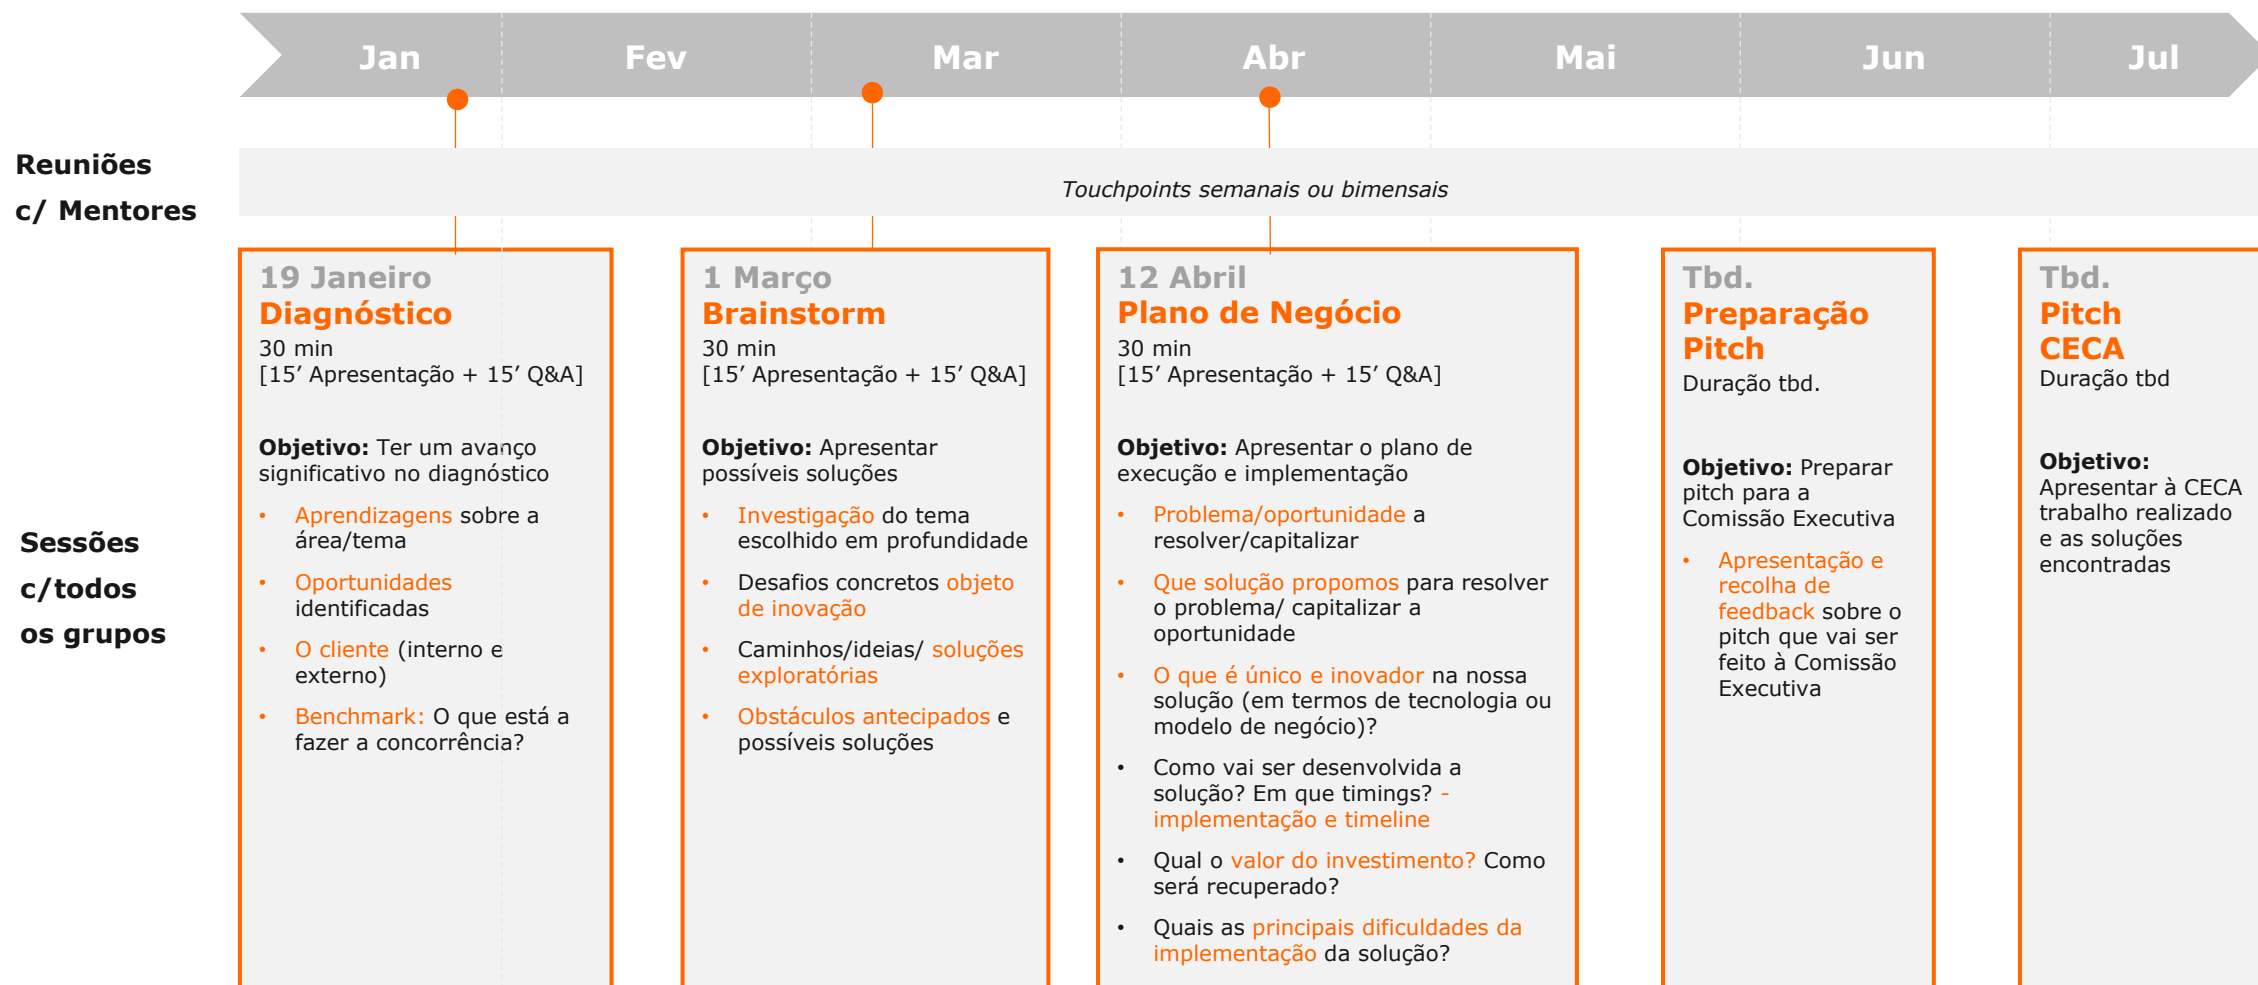 Jan
Fev
Mar
Abr
Mai
Jun
Jul
Reuniões
c/ Mentores
Touchpoints semanais ou bimensais
Sessões
c/todos
os grupos
19 Janeiro
Diagnóstico
30 min
[15’ Apresentação + 15’ Q&A]
Objetivo: Ter um avanço
significativo no diagnóstico
• Aprendizagens sobre a
área/tema
• Oportunidades
identificadas
• O cliente (interno e
externo)
• Benchmark: O que está a
fazer a concorrência?
1 Março
Brainstorm
30 min
[15’ Apresentação + 15’ Q&A]
Objetivo: Apresentar
possíveis soluções
• Investigação do tema
escolhido em profundidade
• Desafios concretos objeto
de inovação
• Caminhos/ideias/ soluções
exploratórias
• Obstáculos antecipados e
possíveis soluções
12 Abril
Plano de Negócio
30 min
[15’ Apresentação + 15’ Q&A]
Objetivo: Apresentar o plano de
execução e implementação
• Problema/oportunidade a
resolver/capitalizar
• Que solução propomos para resolver
o problema/ capitalizar a
oportunidade
• O que é único e inovador na nossa
solução (em termos de tecnologia ou
modelo de negócio)?
• Como vai ser desenvolvida a
solução? Em que timings? -
implementação e timeline
• Qual o valor do investimento? Como
será recuperado?
• Quais as principais dificuldades da
implementação da solução?
Tbd.
Preparação
Pitch
Duração tbd.
Objetivo: Preparar
pitch para a
Comissão Executiva
• Apresentação e
recolha de
feedback sobre o
pitch que vai ser
feito à Comissão
Executiva
Tbd.
Pitch
CECA
Duração tbd
Objetivo:
Apresentar à CECA
trabalho realizado
e as soluções
encontradas